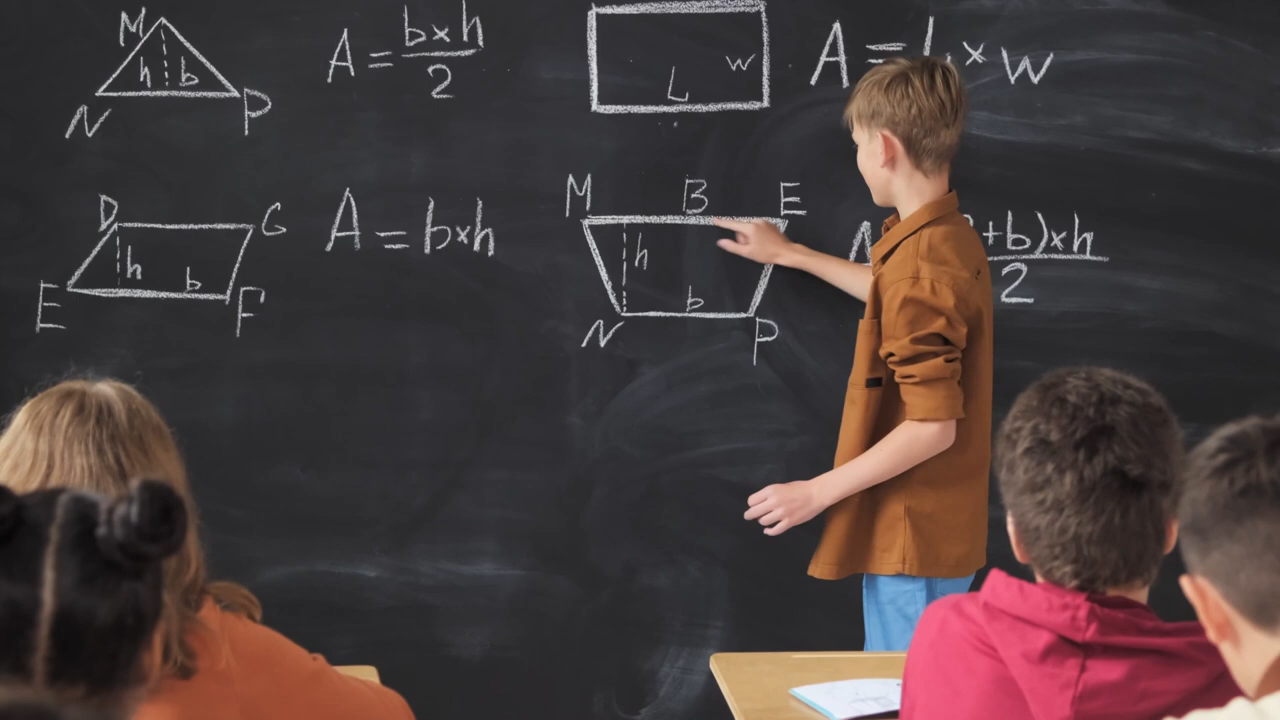 M
h b
N P
A = b×h
2
L w
A = L × w
D G
h b
E F
A = b×h
M B E
h
b
N P
+b)×h
2